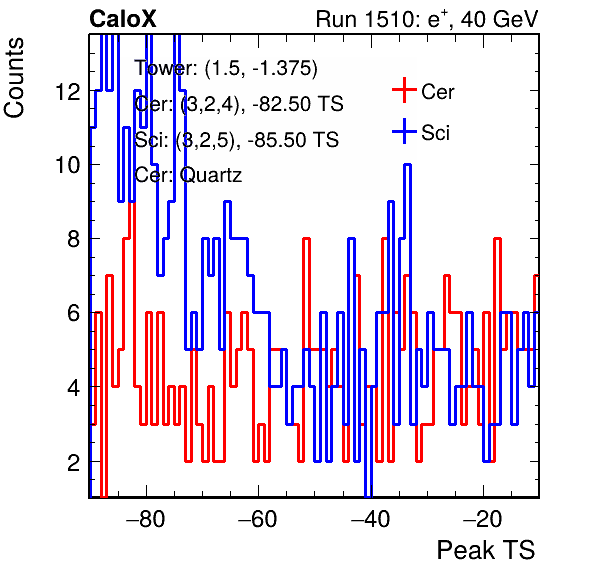 CaloX Run 1510: e⁺, 40 GeV
Counts
Tower: (1.5, -1.375)
Cer: (3,2,4), -82.50 TS
Sci: (3,2,5), -85.50 TS
Cer: Quartz
Cer
Sci
12
10
8
6
4
2
−80 −60 −40 −20
Peak TS